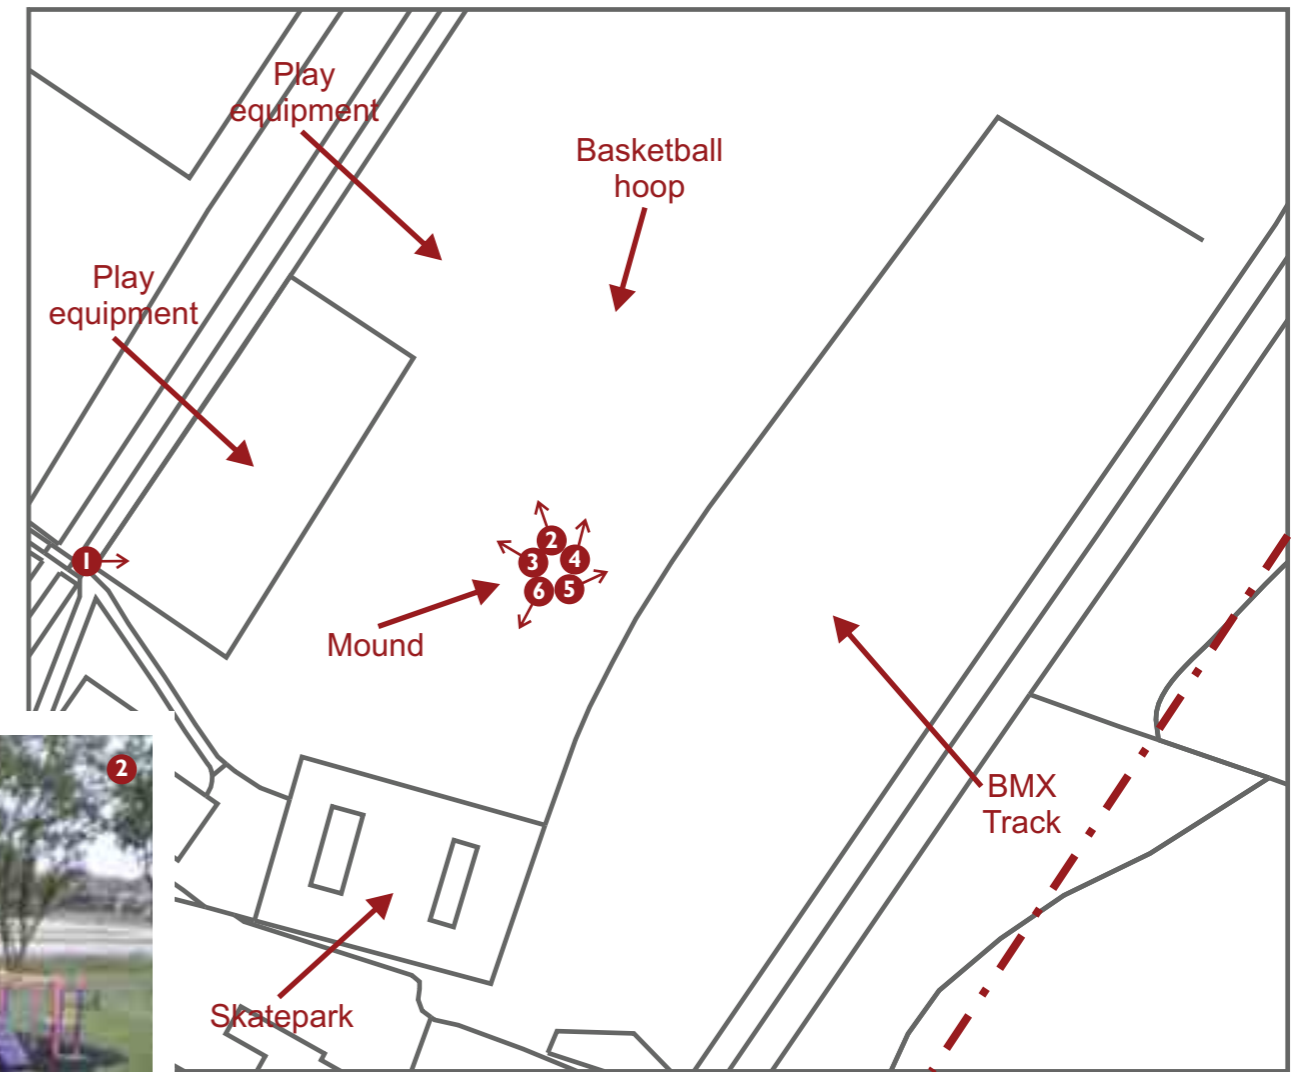 Play
equipment
Basketball
hoop
Play
equipment
2
3
4
1
6
5
Mound
2
BMX
Track
Skatepark